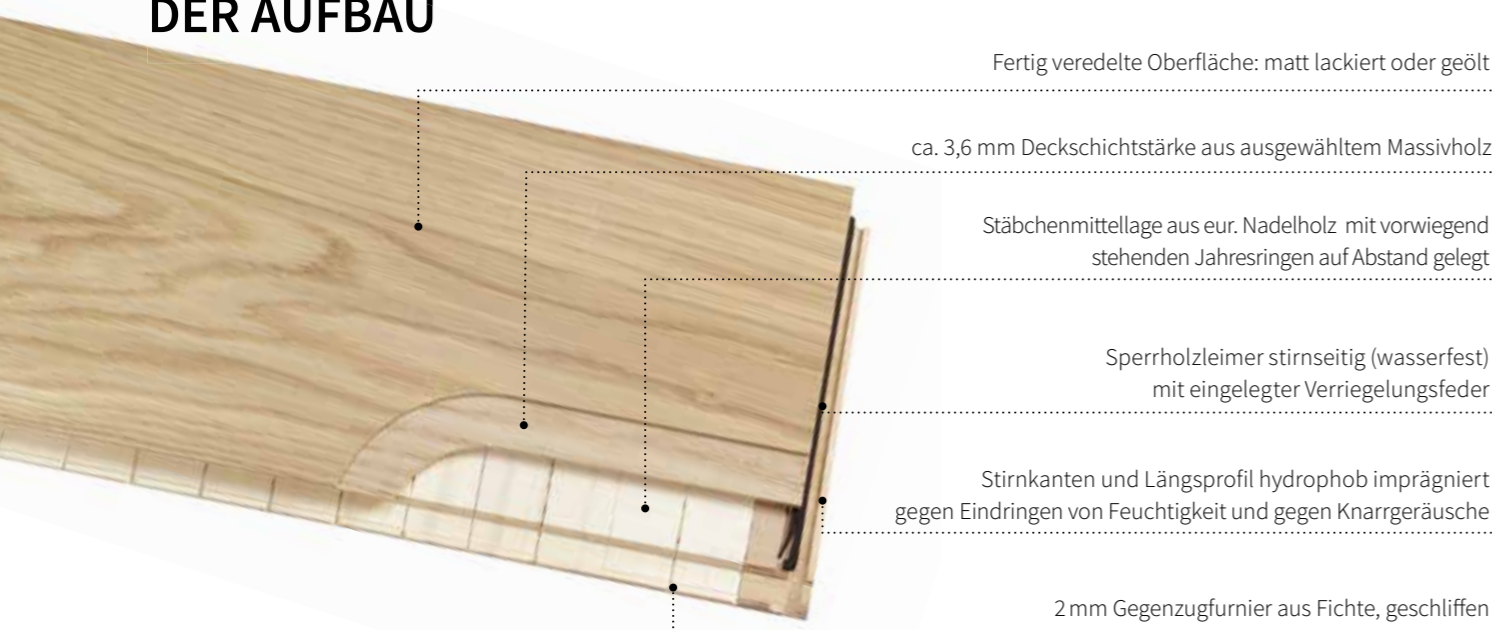 DER AUFBAU
Fertig veredelte Oberfläche: matt lackiert oder geölt
ca. 3,6 mm Deckschichtstärke aus ausgewähltem Massivholz
Stäbchenmittellage aus eur. Nadelholz mit vorwiegend
stehenden Jahresringen auf Abstand gelegt
Sperrholzleimer stirnseitig (wasserfest)
mit eingelegter Verriegelungsfeder
Stirnkanten und Längsprofil hydrophob imprägniert
gegen Eindringen von Feuchtigkeit und gegen Knarrgeräusche
2 mm Gegenzugfurnier aus Fichte, geschliffen